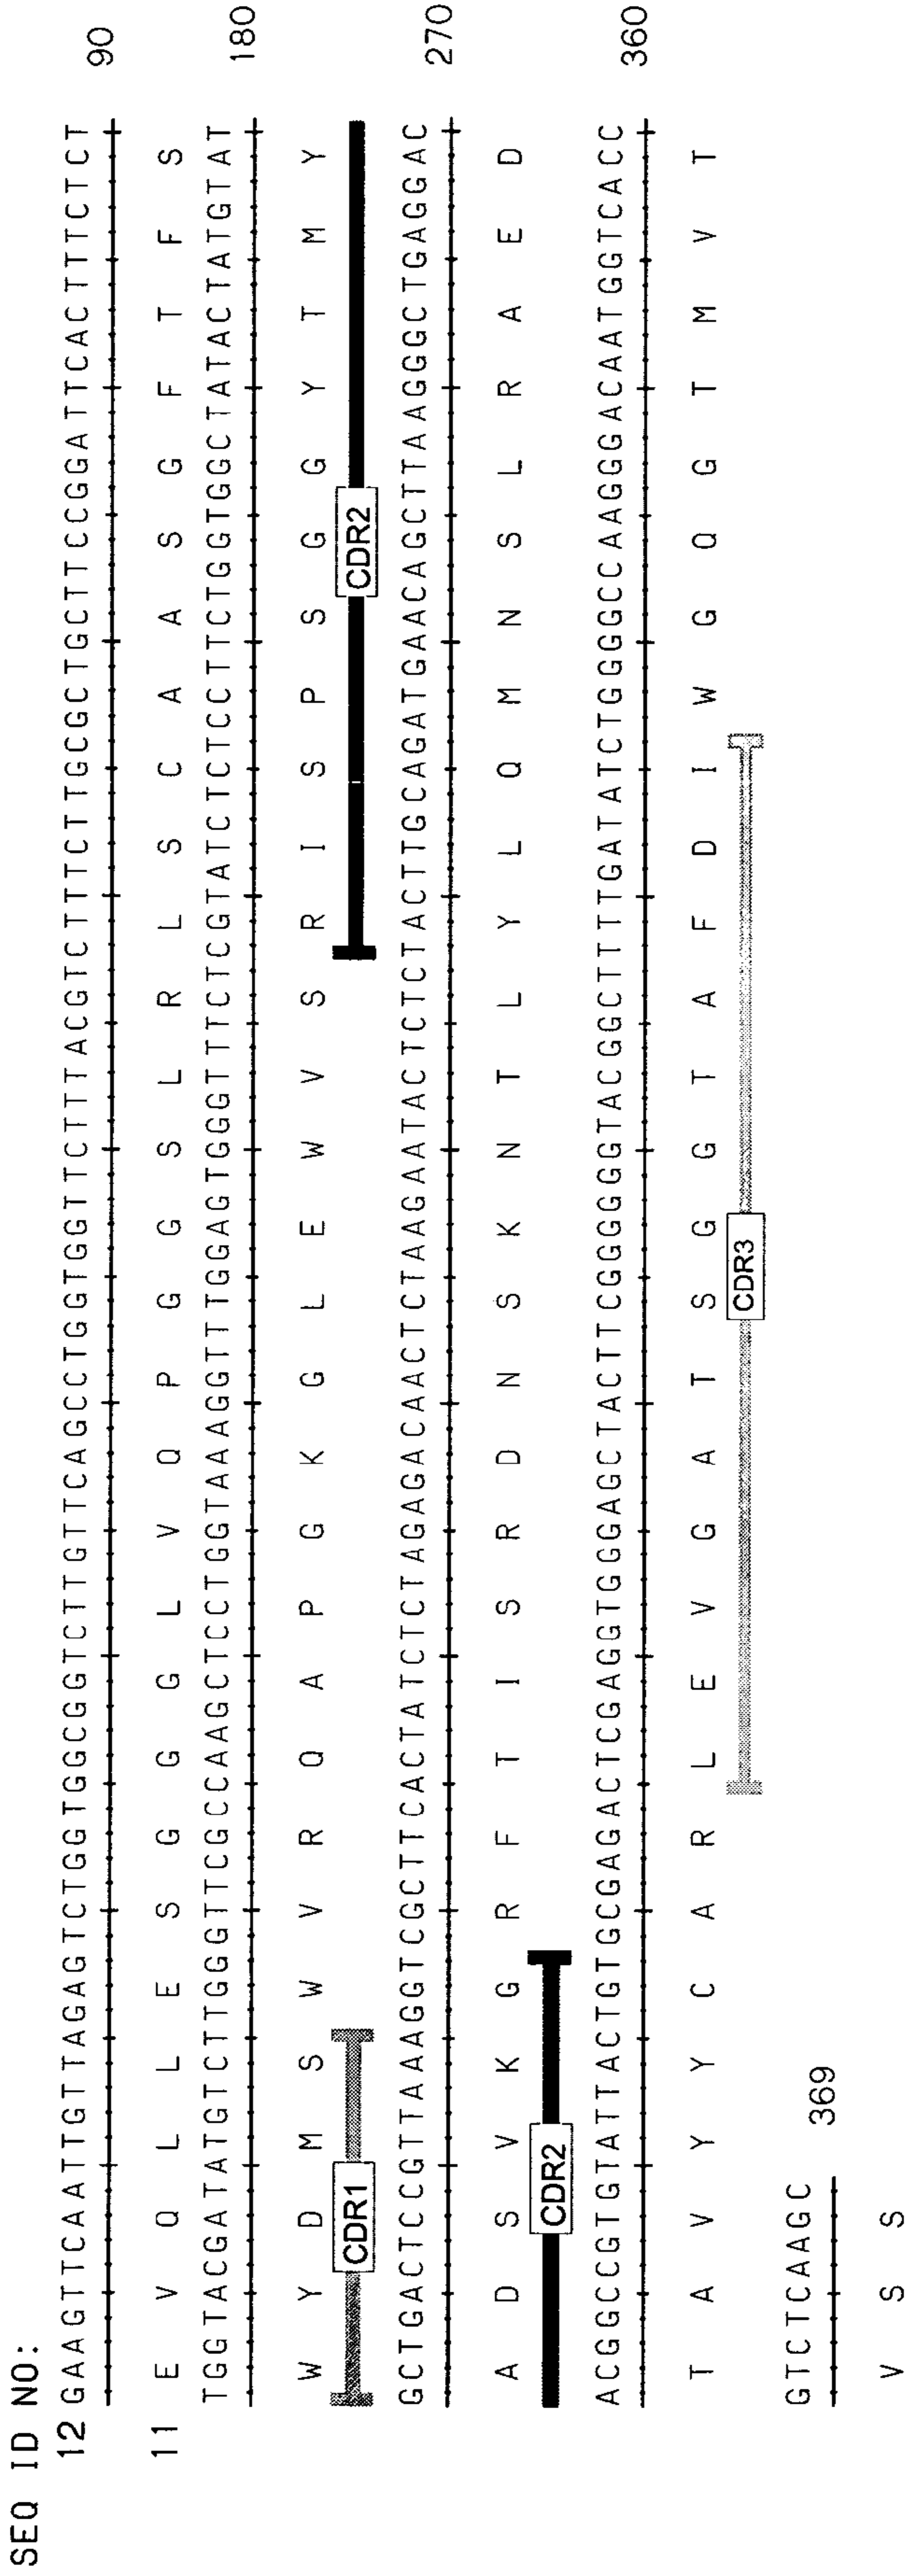 SEQ ID NO:
12 GAAGTTCAATTGTTAGAGTCTGGTGGCGGTCTTGTTCAGCCTGGTGGTTCTTTACGTCTTTCTTGCGCTGCTTCCGGATTCACTTTCTCT 90
11 E V Q L L E S G G G L V Q P G G S L R L S C A A S G F T F S
TGGTACGATATGTCTTGGGTTCGCCAAGCTCCTGGTAAAGGTTTGGAGTGGGTTTCTCGTATCTCTCCTTCTGGTGGCTATACTATGTAT 180
W Y D M S W V R Q A P G K G L E W V S R I S P S G G Y T M Y
CDR1 CDR2
GCTGACTCCGTTAAAGGTCGCTTCACTATCTCTAGAGACAACTCTAAGAATACTCTCTACTTGCAGATGAACAGCTTAAGGGCTGAGGAC 270
A D S V K G R F T I S R D N S K N T L Y L Q M N S L R A E D
CDR2
ACGGCCGTGTATTACTGTGCGAGACTCGAGGTGGGAGCTACTTCGGGGGGTACGGCTTTTGATATCTGGGGCCAAGGGACAATGGTCACC 360
T A V Y Y C A R L E V G A T S G G T A F D I W G Q G T M V T
CDR3
GTCTCAAGC 369
V S S